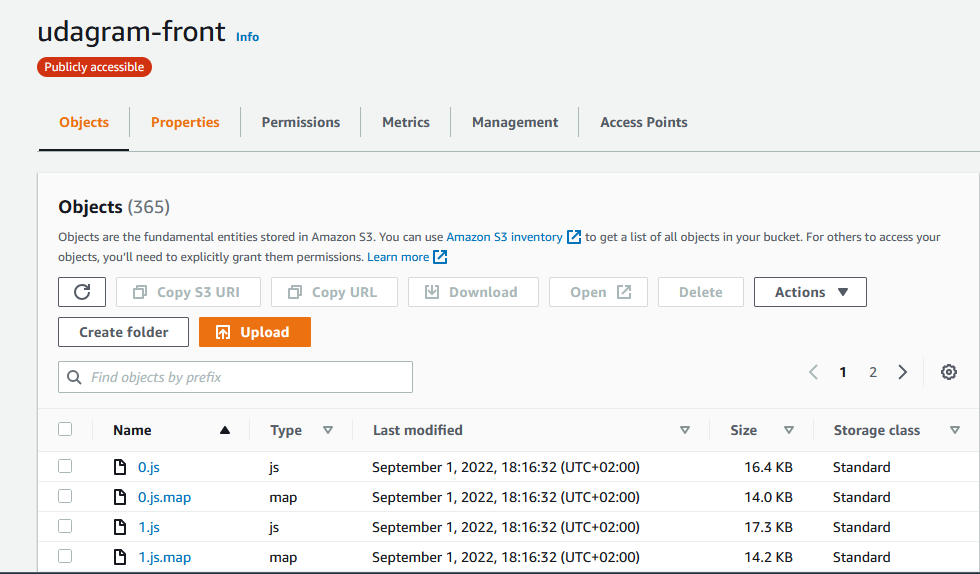 udagram-front Info
Publicly accessible
Objects Properties Permissions Metrics Management Access Points
Objects (365)
Objects are the fundamental entities stored in Amazon S3. You can use Amazon S3 inventory to get a list of all objects in your bucket. For others to access your
objects, you'll need to explicitly grant them permissions. Learn more
Copy S3 URI Copy URL Download Open Delete Actions
Create folder Upload
Find objects by prefix 1 2
Name Type Last modified Size Storage class
0.js js September 1, 2022, 18:16:32 (UTC+02:00) 16.4 KB Standard
0.js.map map September 1, 2022, 18:16:32 (UTC+02:00) 14.0 KB Standard
1.js js September 1, 2022, 18:16:32 (UTC+02:00) 17.3 KB Standard
1.js.map map September 1, 2022, 18:16:32 (UTC+02:00) 14.2 KB Standard